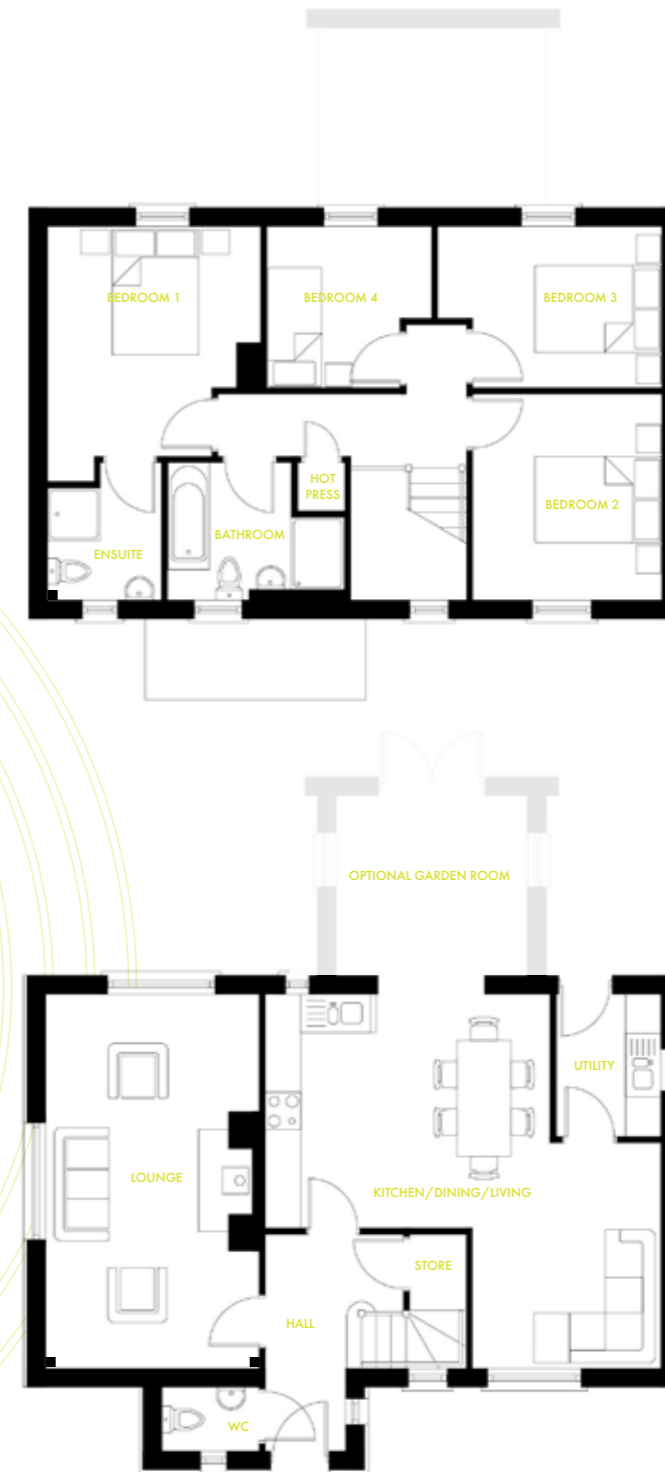 BEDROOM 1
BEDROOM 4
BEDROOM 3
HOT
PRESS
BEDROOM 2
BATHROOM
ENSUITE
OPTIONAL GARDEN ROOM
UTILITY
LOUNGE
KITCHEN/DINING/LIVING
STORE
HALL
WC